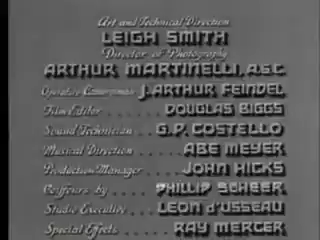 Art and Technical Direction
LEIGH SMITH
Director of Photography
ARTHUR MARTINELLI, A.S.C.
Operative Cameraman J. ARTHUR FEINDEL
Film Editor ....... DOUGLAS BIGGS
Sound Technician .... G.P. COSTELLO
Musical Direction ..... ABE MEYER
Production Manager .... JOHN HICKS
Coiffeurs by .... PHILLIP SCHEER
Studio Executive .... LEON d'USSEAU
Special Effects ..... RAY MERCER